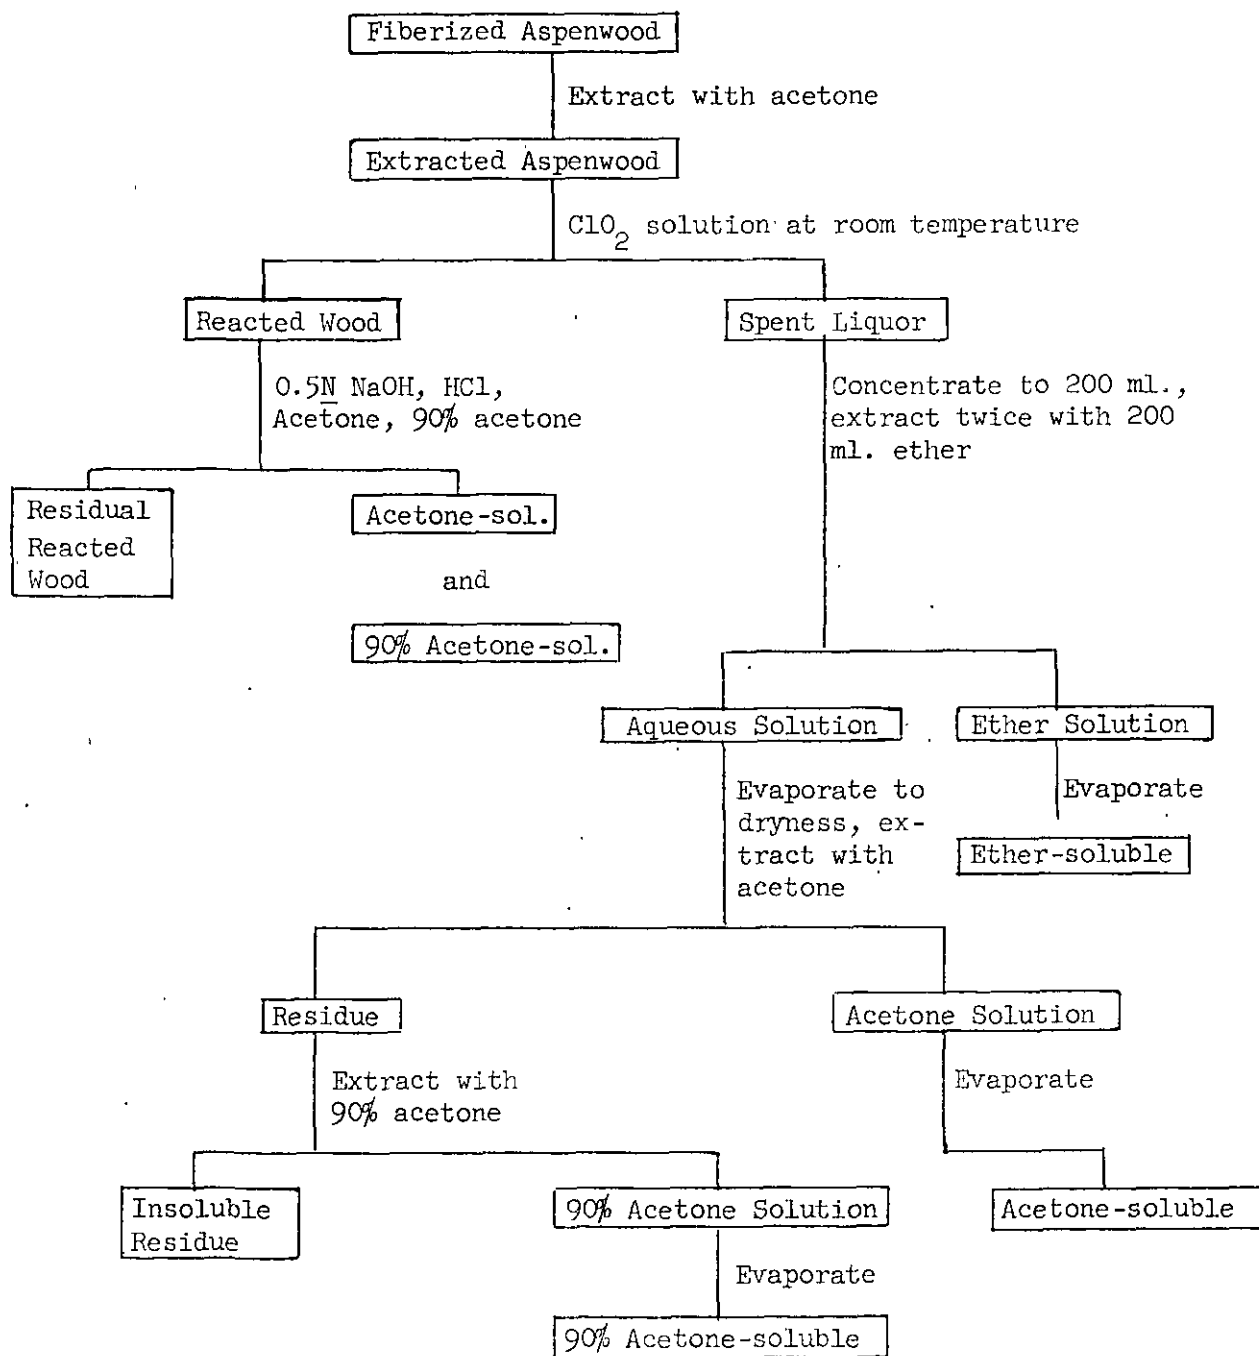 Fiberized Aspenwood
Extract with acetone
Extracted Aspenwood
ClO2 solution at room temperature
Reacted Wood
Spent Liquor
0.5N NaOH, HCl,
Acetone, 90% acetone
Concentrate to 200 ml.,
extract twice with 200
ml. ether
Residual
Reacted
Wood
Acetone-sol.
and
90% Acetone-sol.
Aqueous Solution
Ether Solution
Evaporate to
dryness, ex-
tract with
acetone
Evaporate
Ether-soluble
Residue
Acetone Solution
Extract with
90% acetone
Evaporate
Insoluble
Residue
90% Acetone Solution
Acetone-soluble
Evaporate
90% Acetone-soluble